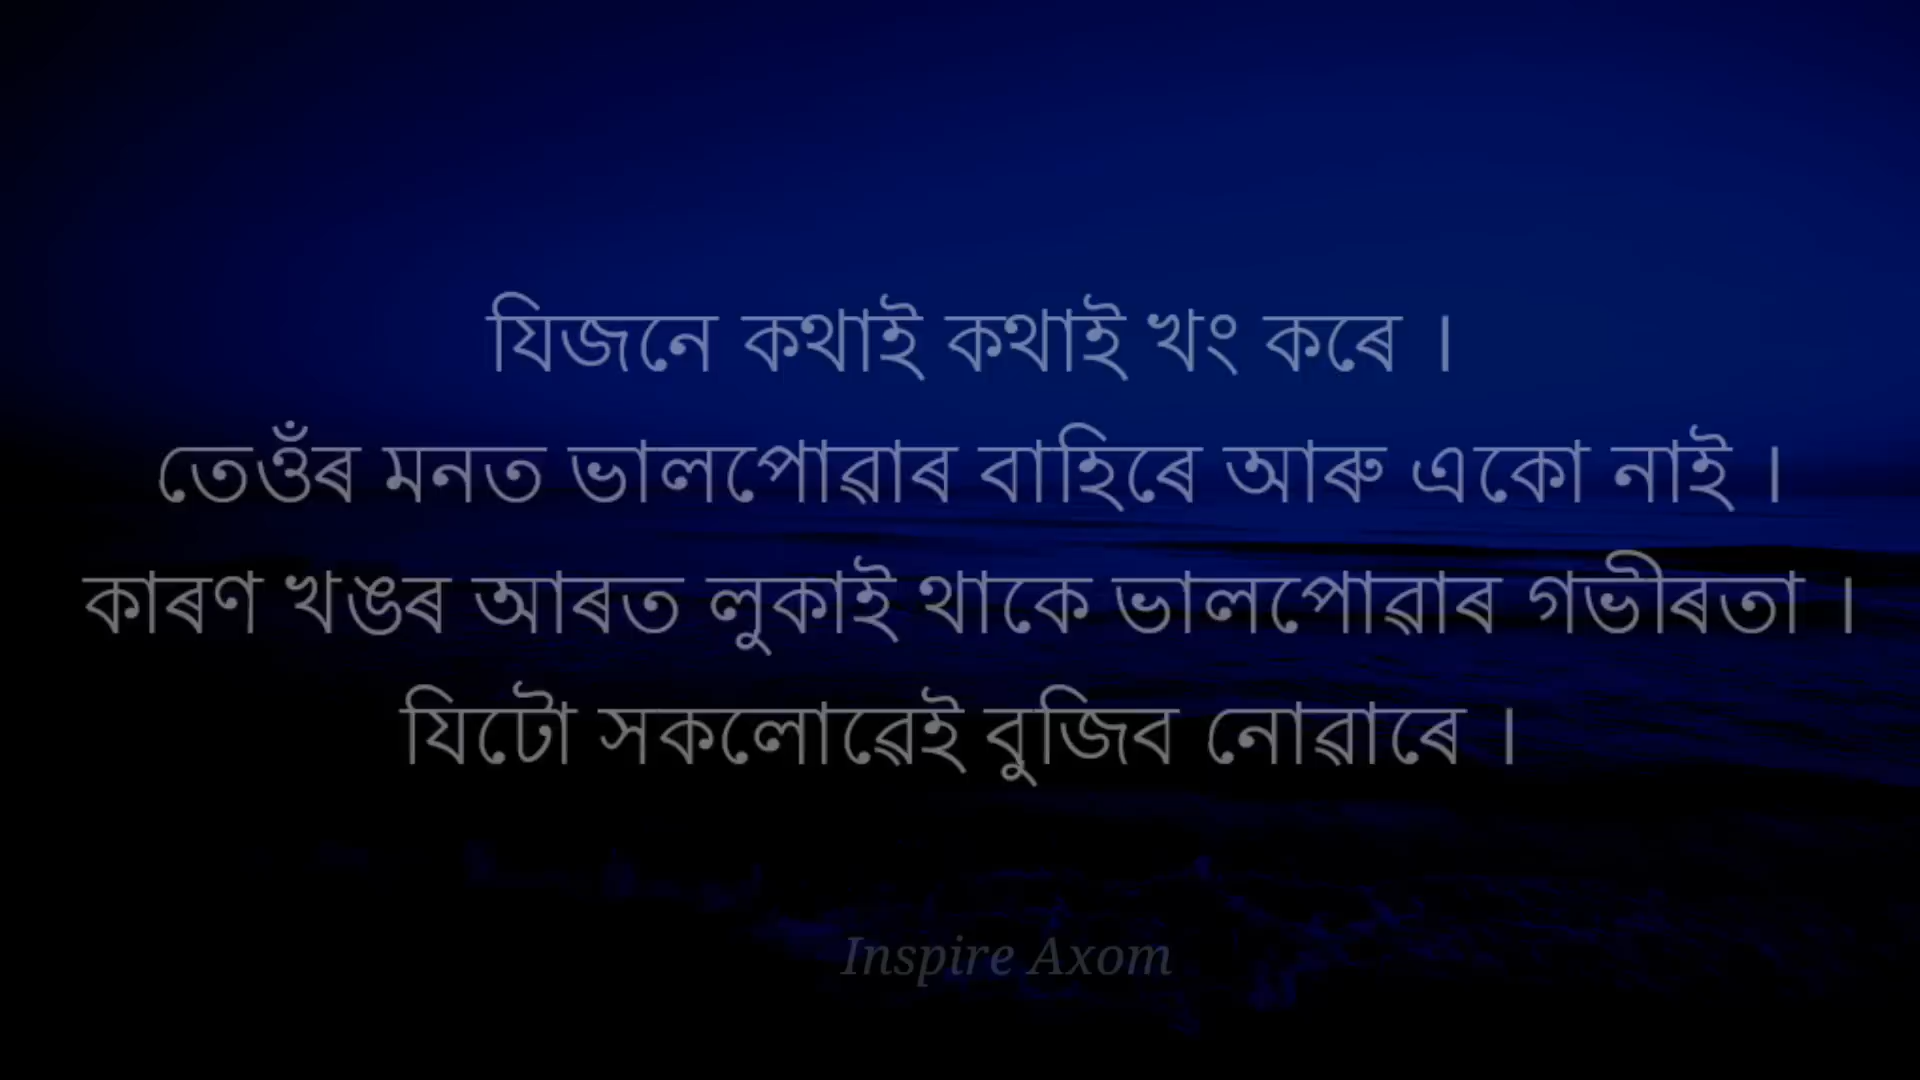 যিজনে কথাই কথাই খং কৰে ।
তেওঁৰ মনত ভালপোৱাৰ বাহিৰে আৰু একো নাই ।
কাৰণ খঙৰ আৰত লুকাই থাকে ভালপোৱাৰ গভীৰতা ।
যিটো সকলোৱেই বুজিব নোৱাৰে ।
Inspire Axom